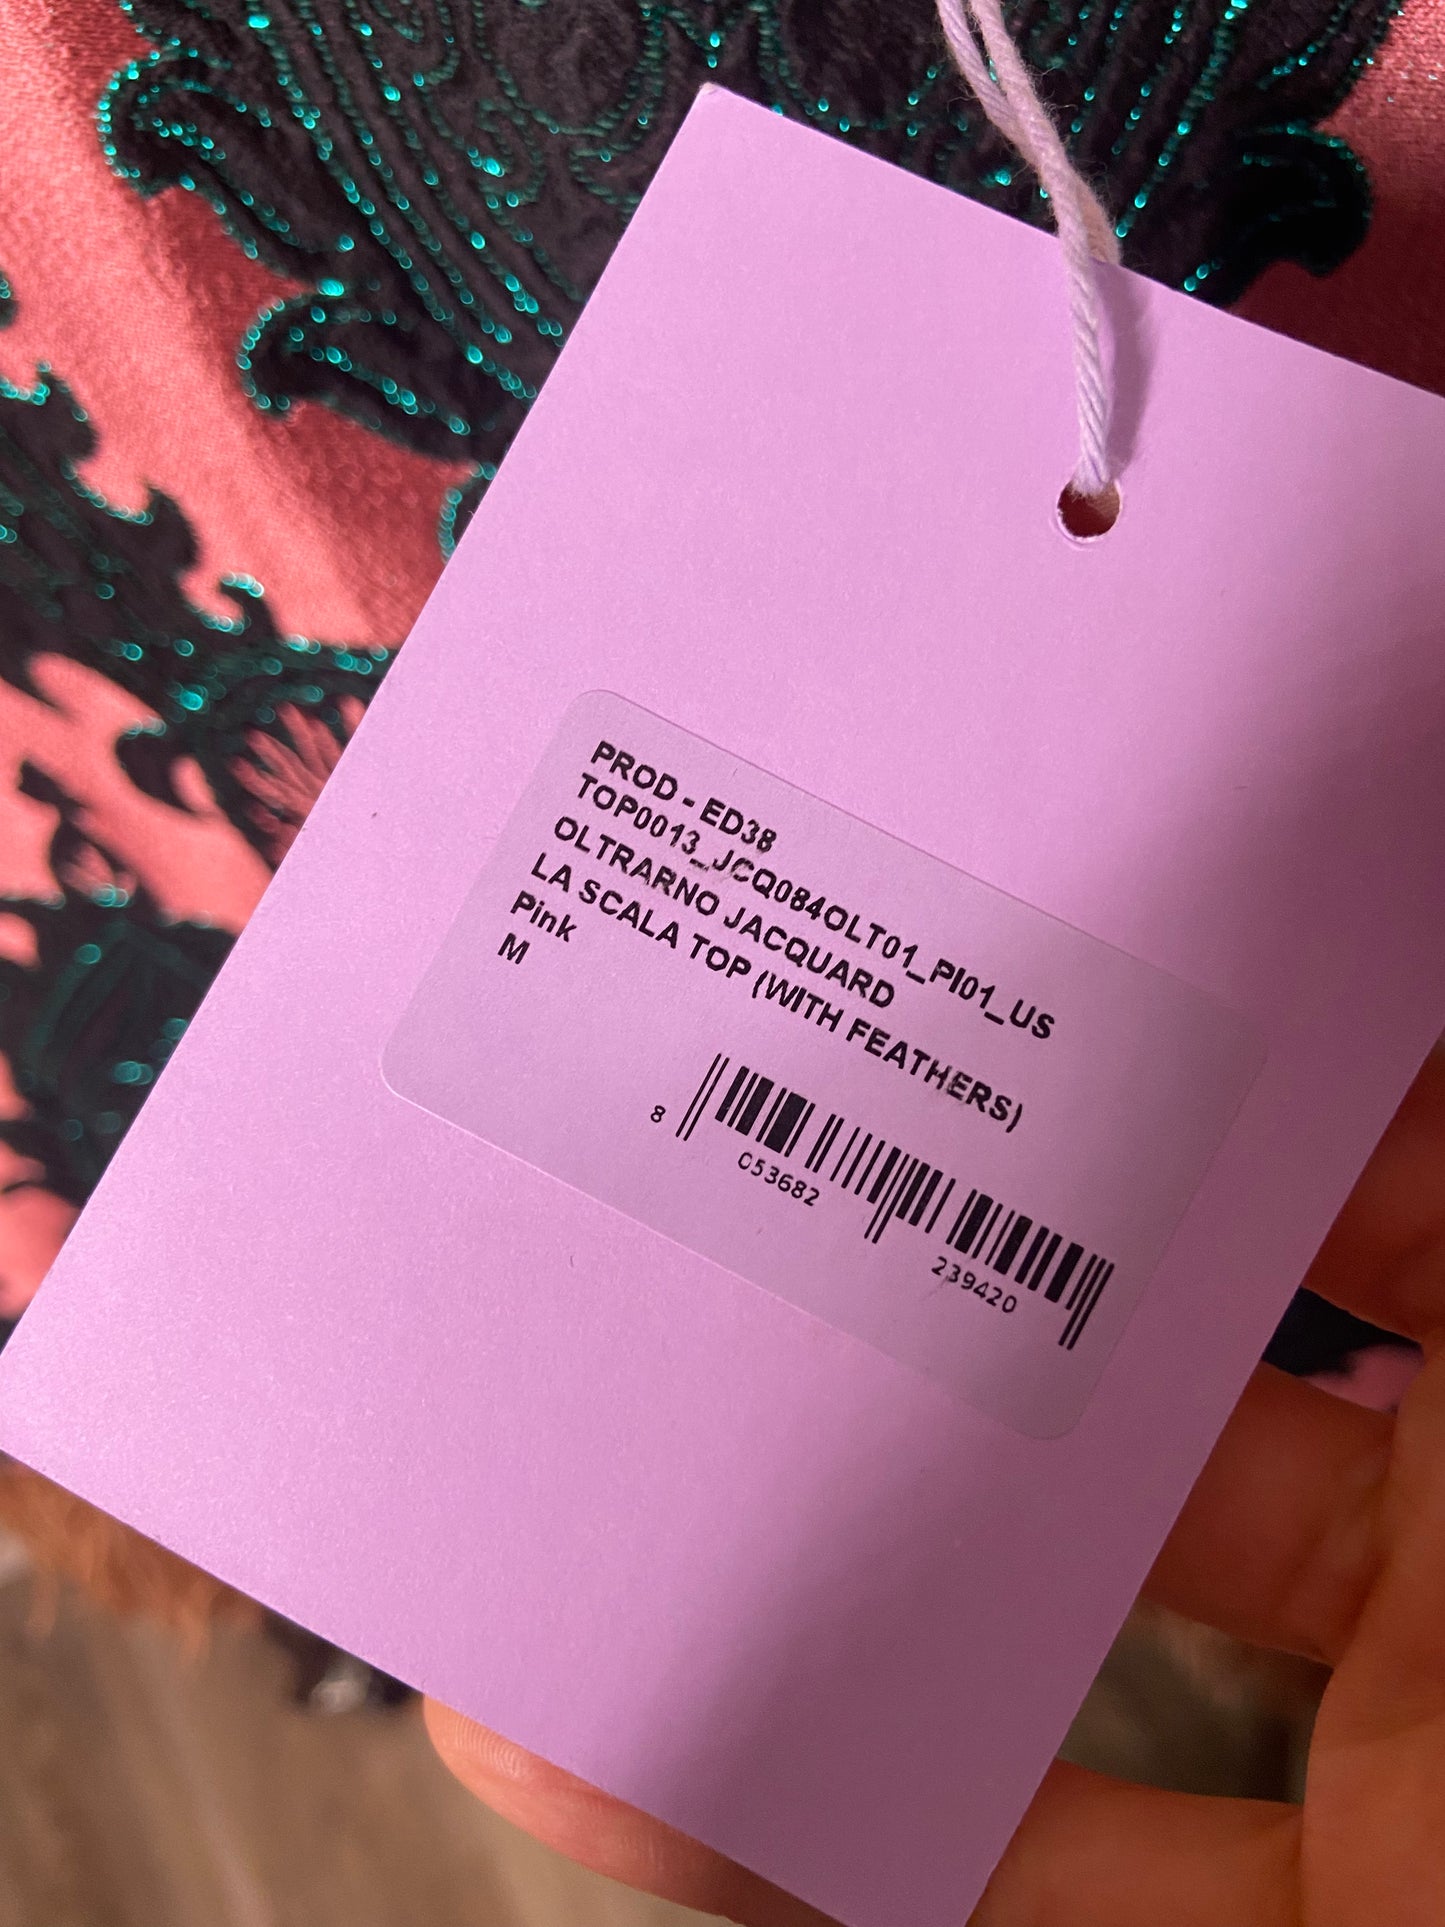 PROD - ED38
TOP0013_JCQ084OLT01_PI01_US
OLTRARNO JACQUARD
LA SCALA TOP (WITH FEATHERS)
Pink
M
8 053682 239420